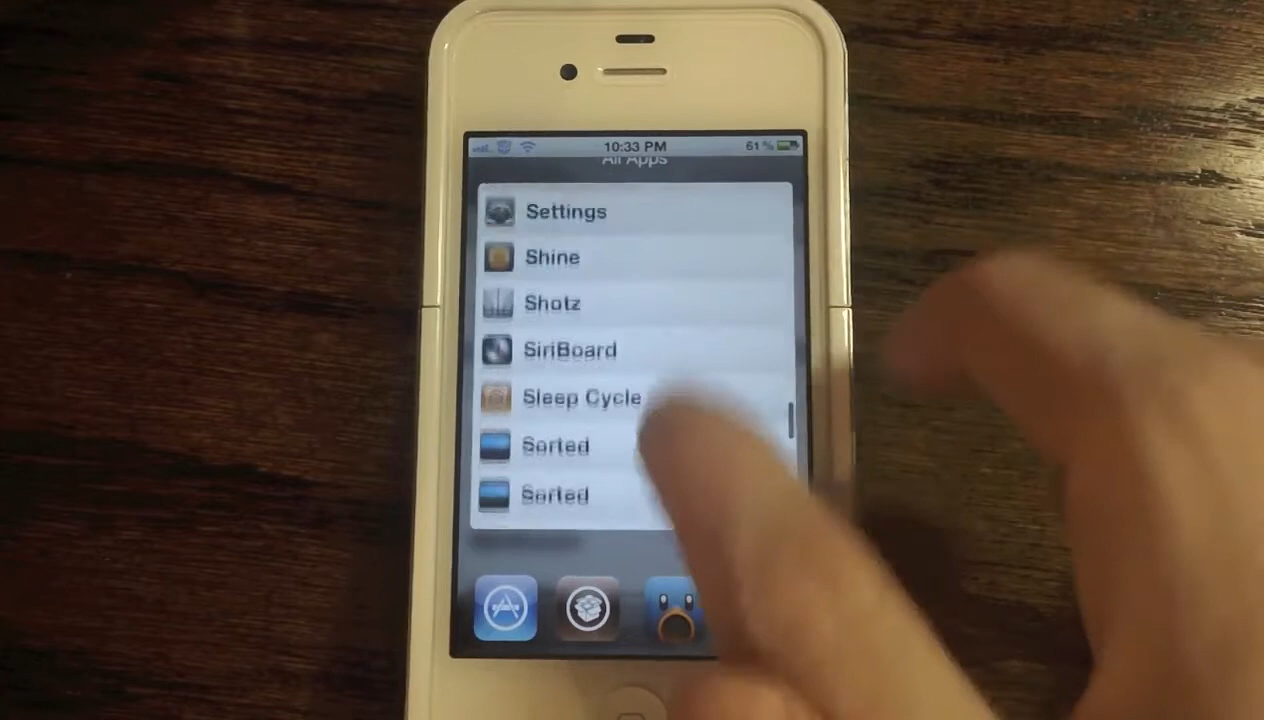 10:33 PM
61 %
All Apps
Settings
Shine
Shotz
SiriBoard
Sleep Cycle
Sorted
Sorted